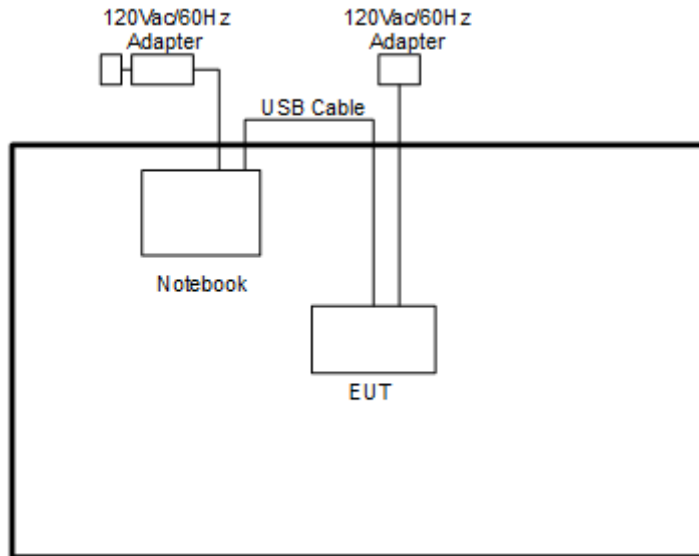 120Vac/60Hz
Adapter
120Vac/60Hz
Adapter
USB Cable
Notebook
EUT